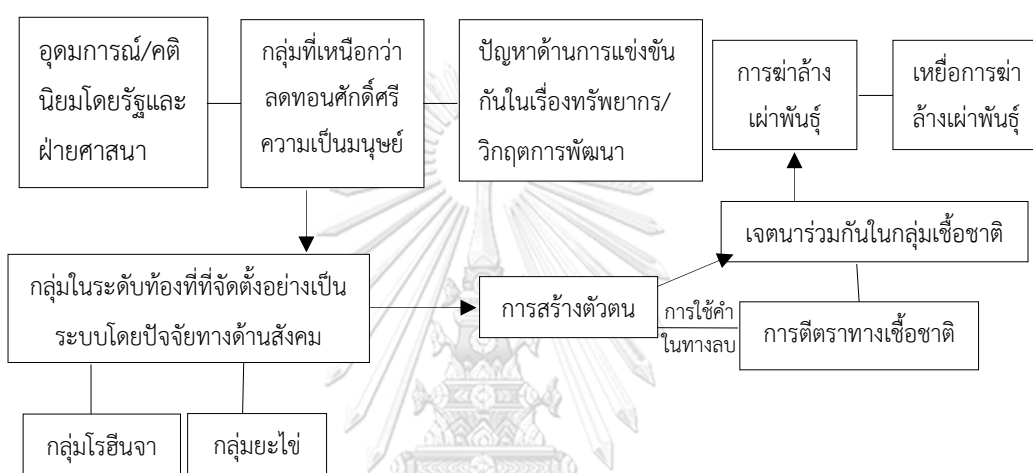 อุดมการณ์/คติ
นิยมโดยรัฐและ
ฝ่ายศาสนา
กลุ่มที่เหนือกว่า
ลดทอนศักดิ์ศรี
ความเป็นมนุษย์
ปัญหาด้านการแข่งขัน
กันในเรื่องทรัพยากร/
วิกฤตการพัฒนา
การฆ่าล้าง
เผ่าพันธุ์
เหยื่อการฆ่า
ล้างเผ่าพันธุ์
กลุ่มในระดับท้องที่ที่จัดตั้งอย่างเป็น
ระบบโดยปัจจัยทางด้านสังคม
การสร้างตัวตน
เจตนาร่วมกันในกลุ่มเชื้อชาติ
การใช้คำ
ในทางลบ
การตีตราทางเชื้อชาติ
กลุ่มโรฮีนจา
กลุ่มยะไข่